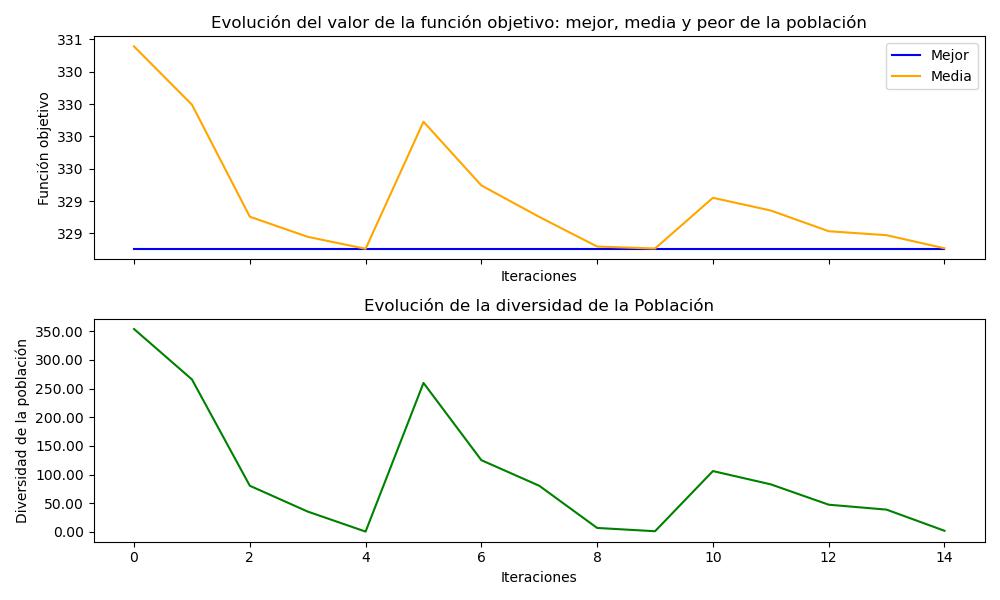 Evolución del valor de la función objetivo: mejor, media y peor de la población
331
330
330
330
330
329
329
Función objetivo
Mejor
Media
Iteraciones
Evolución de la diversidad de la Población
350.00
300.00
250.00
200.00
150.00
100.00
50.00
0.00
Diversidad de la población
0 2 4 6 8 10 12 14
Iteraciones